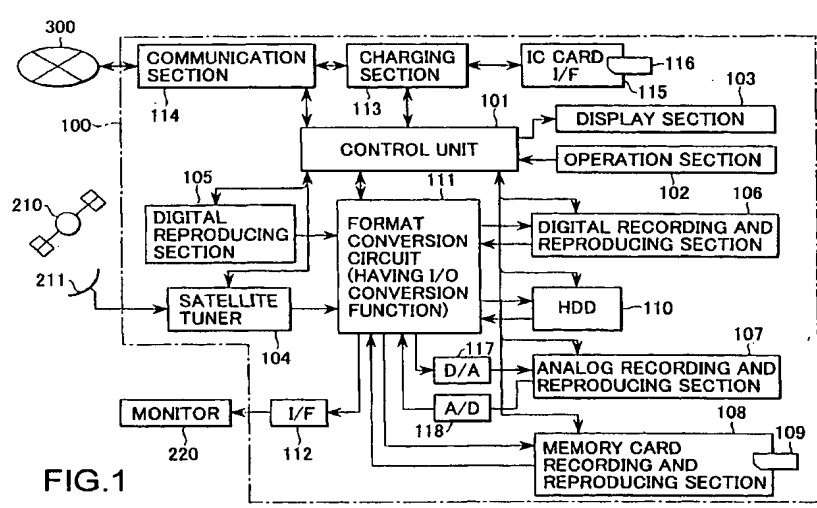 300
COMMUNICATION
SECTION
114
CHARGING
SECTION
113
IC CARD
I/F
116
115
100
101
CONTROL UNIT
103
DISPLAY SECTION
OPERATION SECTION
102
105
DIGITAL
REPRODUCING
SECTION
111
FORMAT
CONVERSION
CIRCUIT
(HAVING I/O
CONVERSION
FUNCTION)
106
DIGITAL RECORDING AND
REPRODUCING SECTION
210
211
SATELLITE
TUNER
104
HDD
110
117
D/A
107
ANALOG RECORDING AND
REPRODUCING SECTION
A/D
118
MONITOR
220
I/F
112
108
MEMORY CARD
RECORDING AND
REPRODUCING SECTION
109
FIG.1